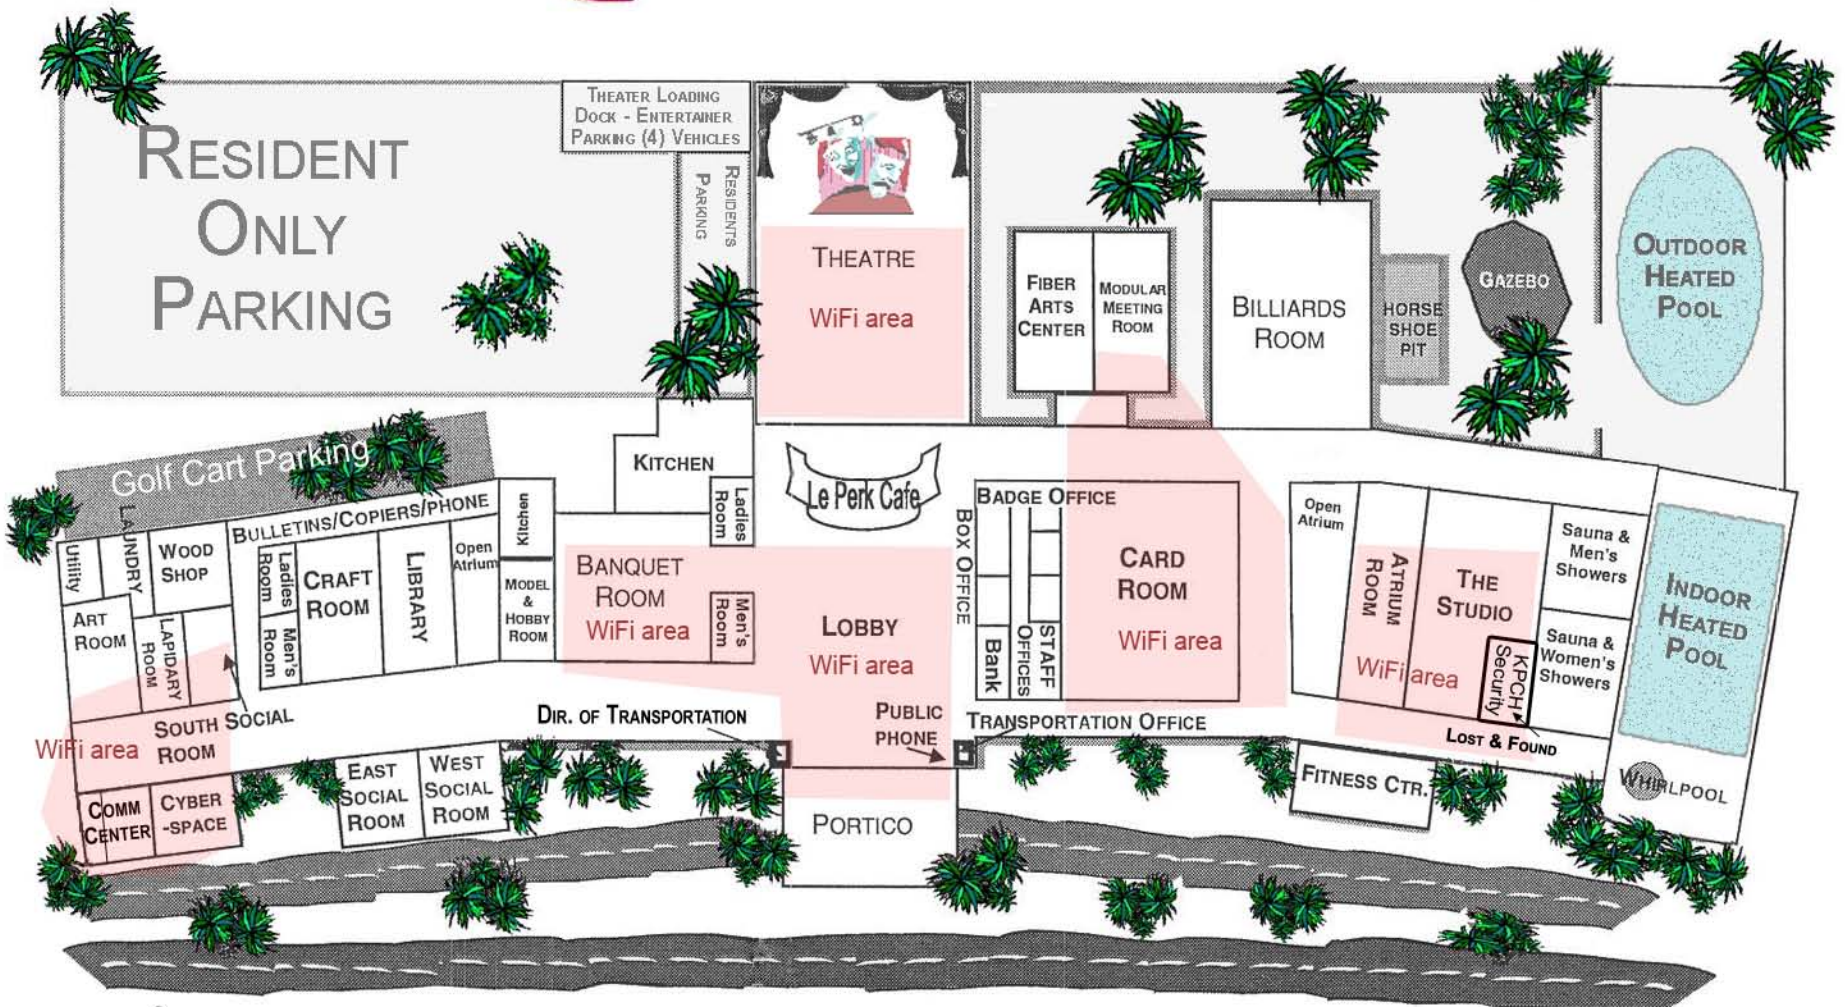 THEATER LOADING
DOCK - ENTERTAINER
PARKING (4) VEHICLES
RESIDENT
ONLY
PARKING
RESIDENTS
PARKING
THEATRE
WiFi area
FIBER
ARTS
CENTER
MODULAR
MEETING
ROOM
BILLIARDS
ROOM
HORSE
SHOE
PIT
GAZEBO
OUTDOOR
HEATED
POOL
Golf Cart Parking
KITCHEN
Le Perk Cafe
Utility
LAUNDRY
WOOD
SHOP
BULLETINS/COPIERS/PHONE
Ladies
Room
Men's
Room
CRAFT
ROOM
LIBRARY
Open
Atrium
Kitchen
MODEL
&
HOBBY
ROOM
BANQUET
ROOM
WiFi area
Ladies
Room
Men's
Room
LOBBY
WiFi area
BOX OFFICE
BADGE OFFICE
Bank
STAFF
OFFICES
CARD
ROOM
WiFi area
Open
Atrium
ATRIUM
ROOM
THE
STUDIO
WiFi area
KPCH
Security
Sauna &
Men's
Showers
Sauna &
Women's
Showers
INDOOR
HEATED
POOL
ART
ROOM
LAPIDARY
ROOM
SOUTH SOCIAL
ROOM
WiFi area
DIR. OF TRANSPORTATION
PUBLIC
PHONE
TRANSPORTATION OFFICE
LOST & FOUND
COMM
CENTER
CYBER
-SPACE
EAST
SOCIAL
ROOM
WEST
SOCIAL
ROOM
PORTICO
FITNESS CTR.
WHIRLPOOL